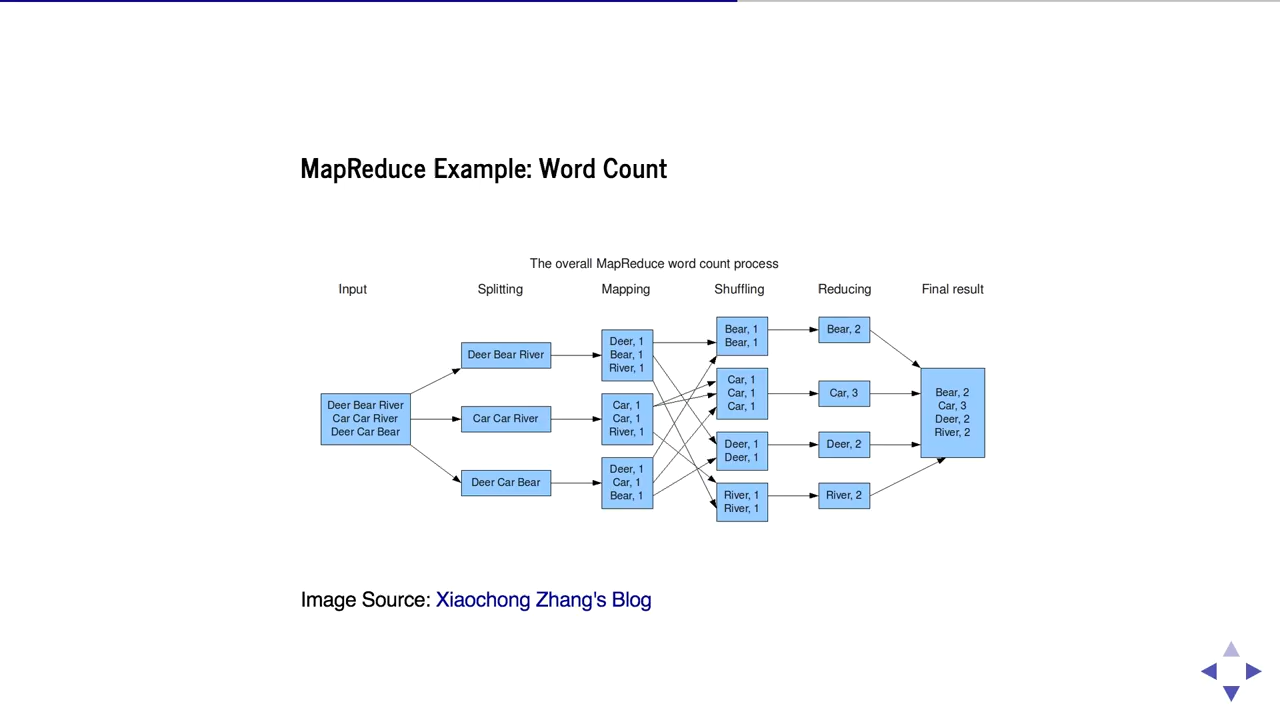 MapReduce Example: Word Count
The overall MapReduce word count process
Input
Splitting
Mapping
Shuffling
Reducing
Final result
Deer Bear River
Car Car River
Deer Car Bear
Deer Bear River
Car Car River
Deer Car Bear
Deer, 1
Bear, 1
River, 1
Car, 1
Car, 1
River, 1
Deer, 1
Car, 1
Bear, 1
Bear, 1
Bear, 1
Car, 1
Car, 1
Car, 1
Deer, 1
Deer, 1
River, 1
River, 1
Bear, 2
Car, 3
Deer, 2
River, 2
Bear, 2
Car, 3
Deer, 2
River, 2
Image Source: Xiaochong Zhang's Blog